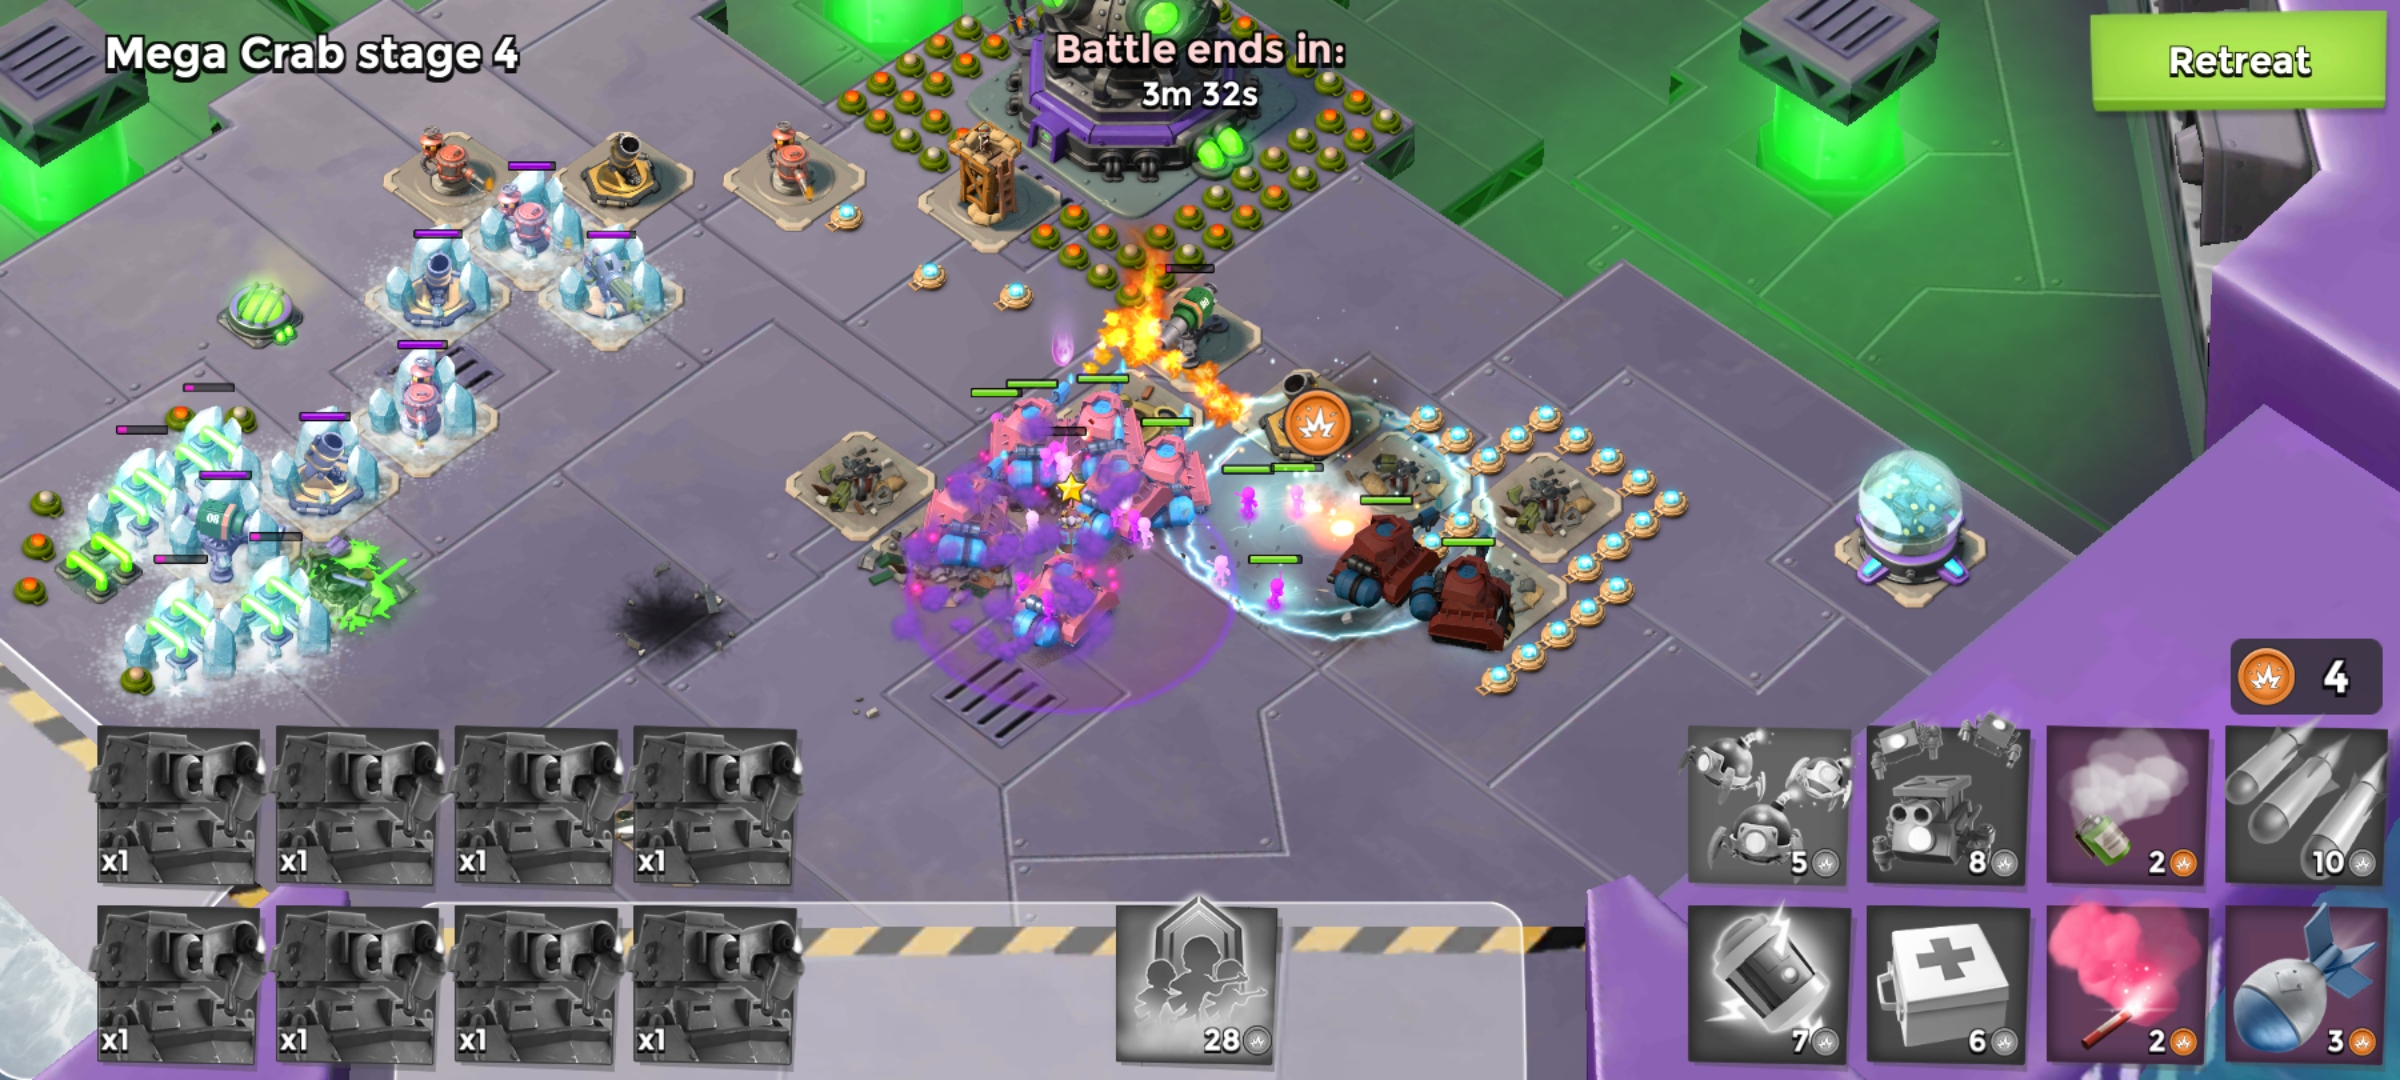 Mega Crab stage 4
Battle ends in:
3m 32s
Retreat
4
x1
x1
x1
x1
5
8
2
10
x1
x1
x1
x1
28
7
6
2
3